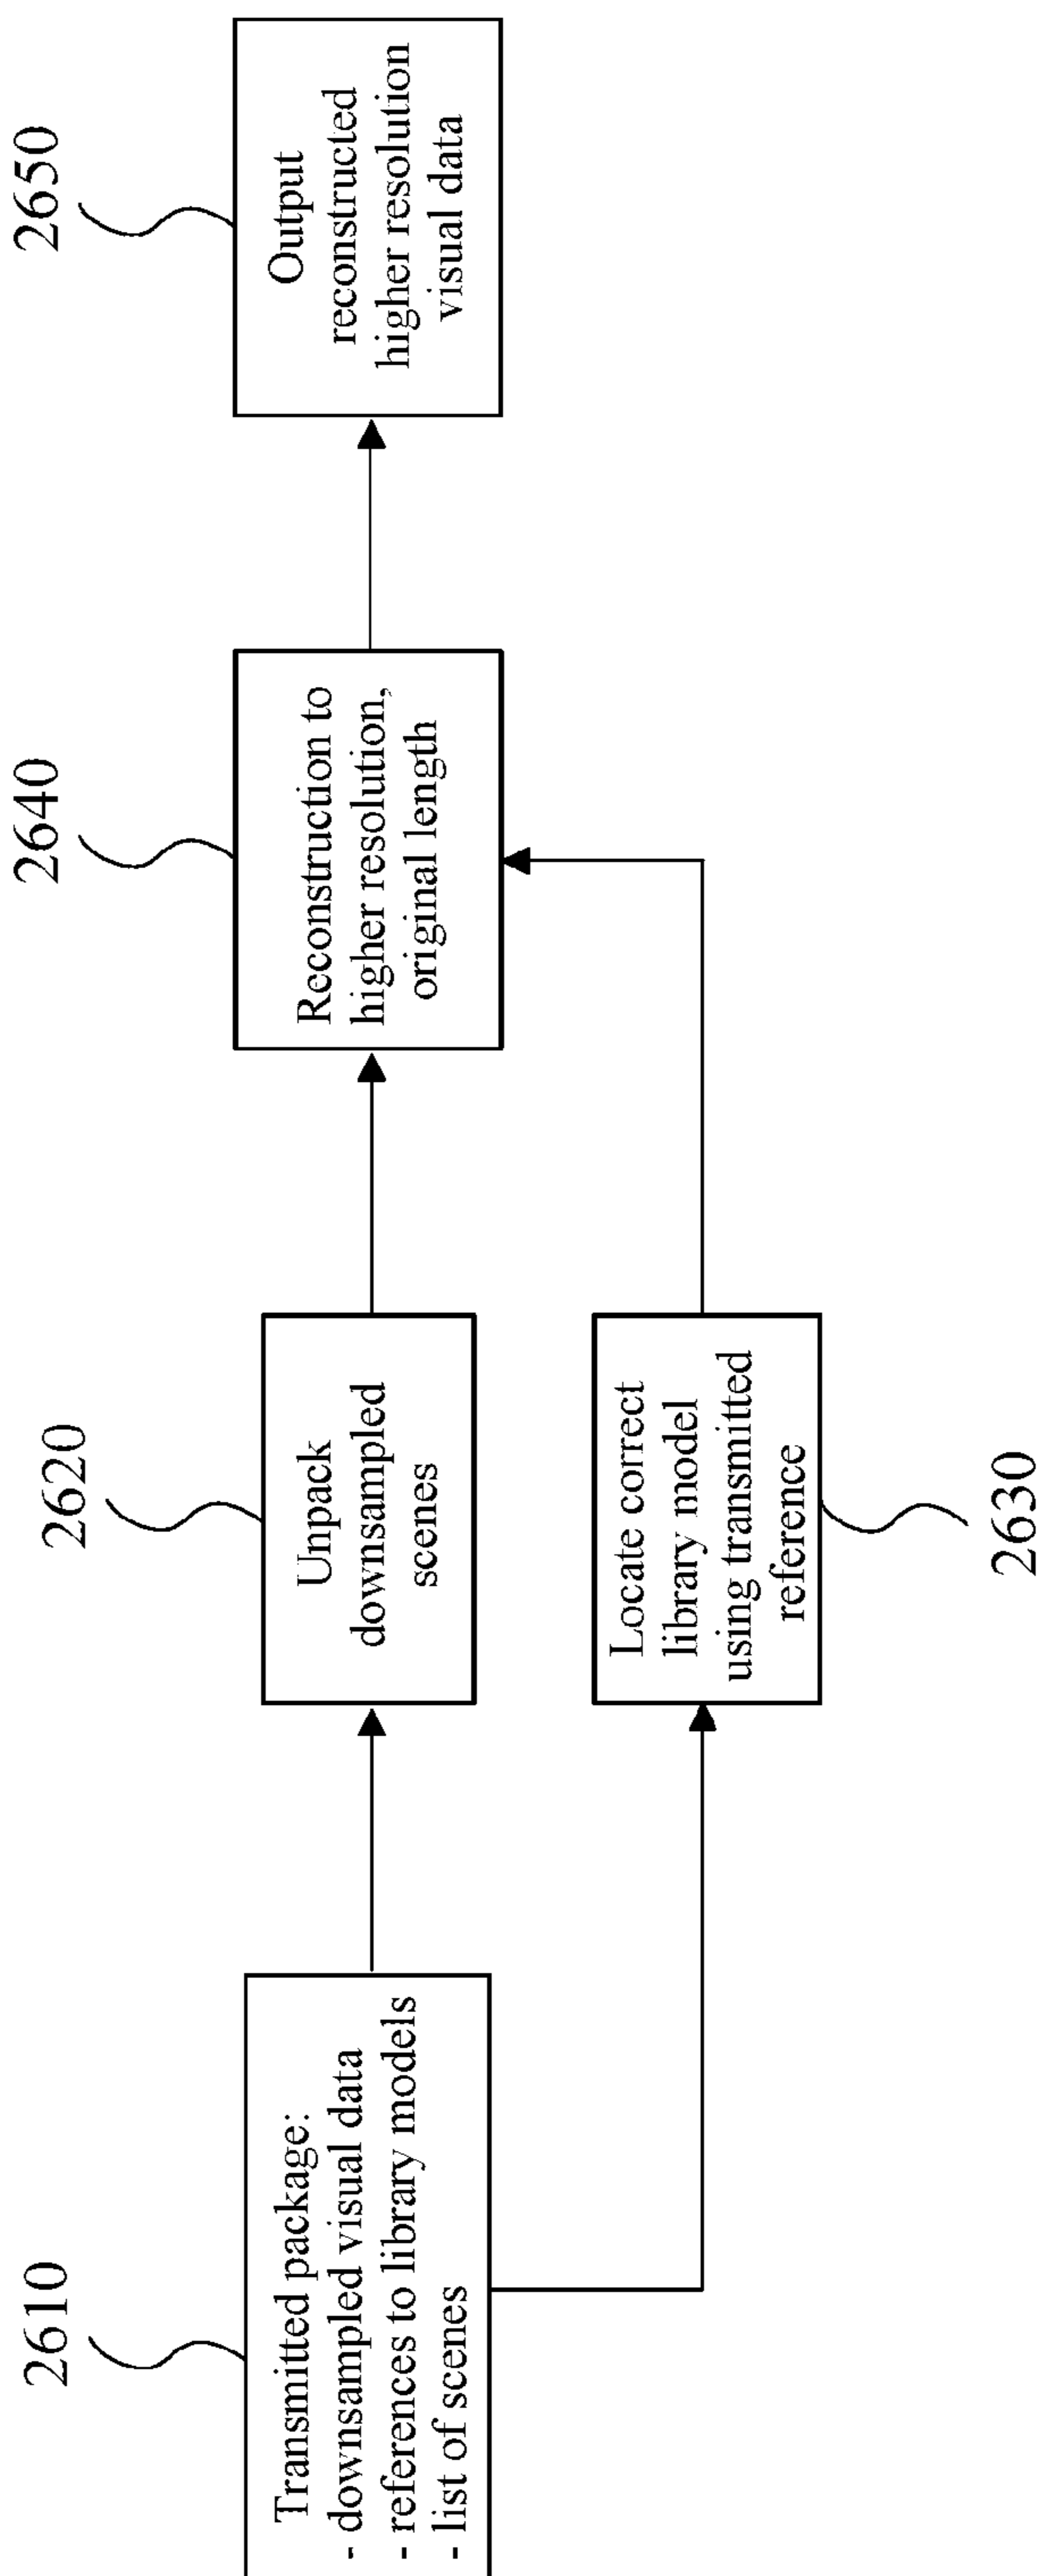 2610
Transmitted package:
- downsampled visual data
- references to library models
- list of scenes
2620
Unpack
downsampled
scenes
2630
Locate correct
library model
using transmitted
reference
2640
Reconstruction to
higher resolution,
original length
2650
Output
reconstructed
higher resolution
visual data